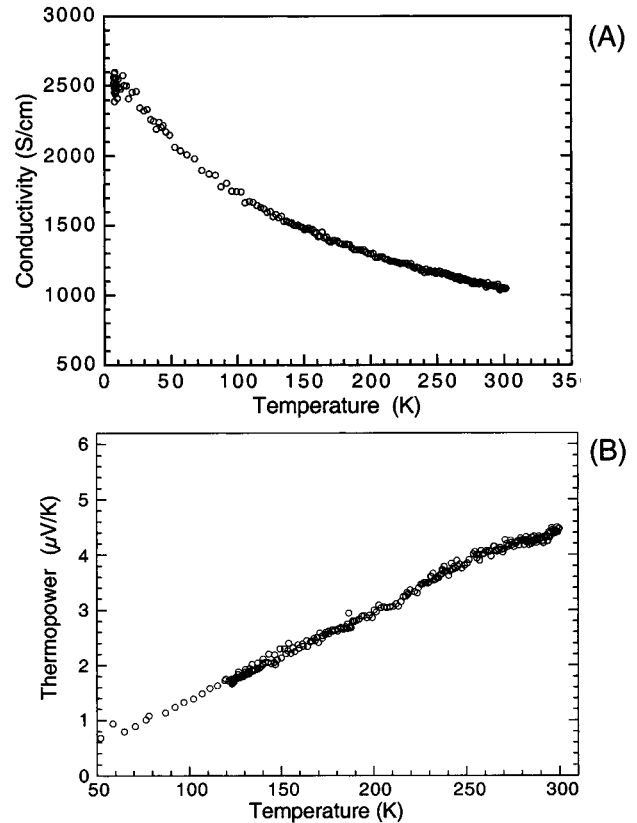 (A)
Conductivity (S/cm)
3000
2500
2000
1500
1000
500
0 50 100 150 200 250 300 35
Temperature (K)
(B)
Thermopower (μV/K)
6
5
4
3
2
1
0
50 100 150 200 250 300
Temperature (K)